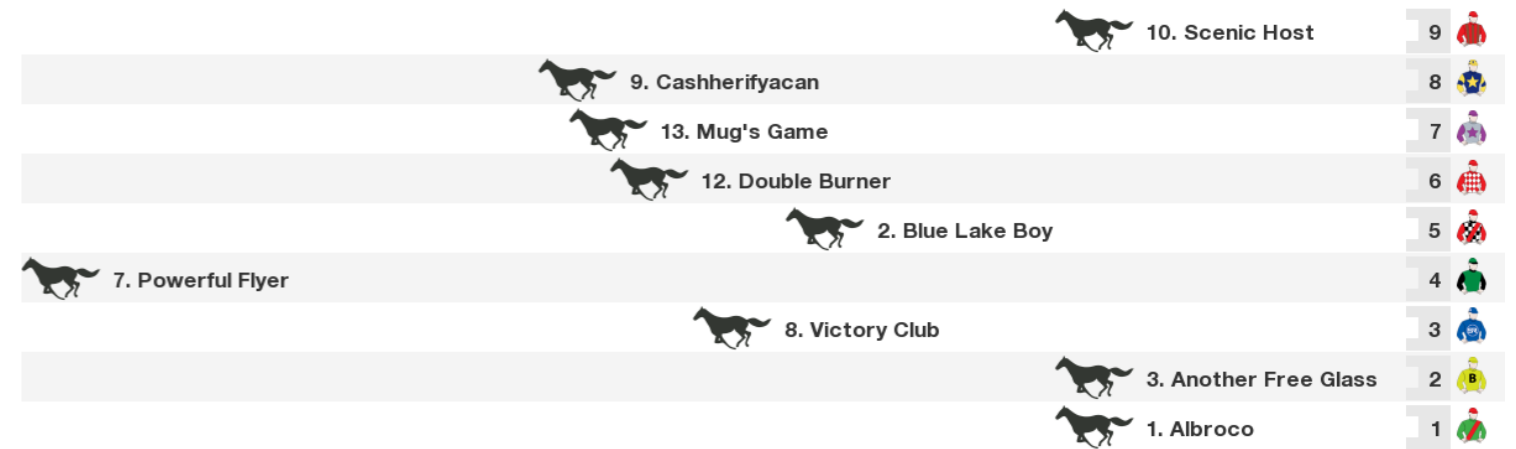 10. Scenic Host 9
9. Cashherifyacan 8
13. Mug's Game 7
12. Double Burner 6
2. Blue Lake Boy 5
7. Powerful Flyer 4
8. Victory Club 3
3. Another Free Glass 2 B
1. Albroco 1